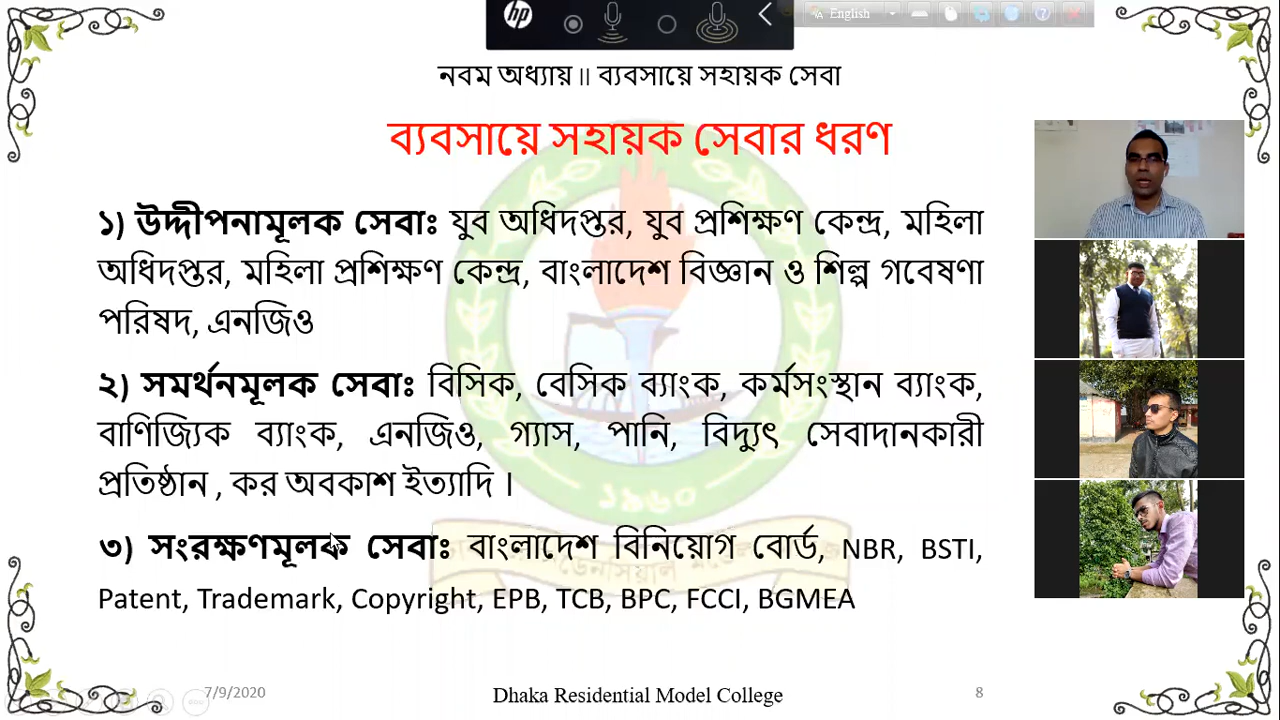 hp
English
নবম অধ্যায় ॥ ব্যবসায়ে সহায়ক সেবা
ব্যবসায়ে সহায়ক সেবার ধরণ
১) উদ্দীপনামূলক সেবাঃ যুব অধিদপ্তর, যুব প্রশিক্ষণ কেন্দ্র, মহিলা
অধিদপ্তর, মহিলা প্রশিক্ষণ কেন্দ্র, বাংলাদেশ বিজ্ঞান ও শিল্প গবেষণা
পরিষদ, এনজিও
২) সমর্থনমূলক সেবাঃ বিসিক, বেসিক ব্যাংক, কর্মসংস্থান ব্যাংক,
বাণিজ্যিক ব্যাংক, এনজিও, গ্যাস, পানি, বিদ্যুৎ সেবাদানকারী
প্রতিষ্ঠান , কর অবকাশ ইত্যাদি ।
১৯৬০
৩) সংরক্ষণমূলক সেবাঃ বাংলাদেশ বিনিয়োগ বোর্ড, NBR, BSTI,
Patent, Trademark, Copyright, EPB, TCB, BPC, FCCI, BGMEA
7/9/2020
Dhaka Residential Model College
8